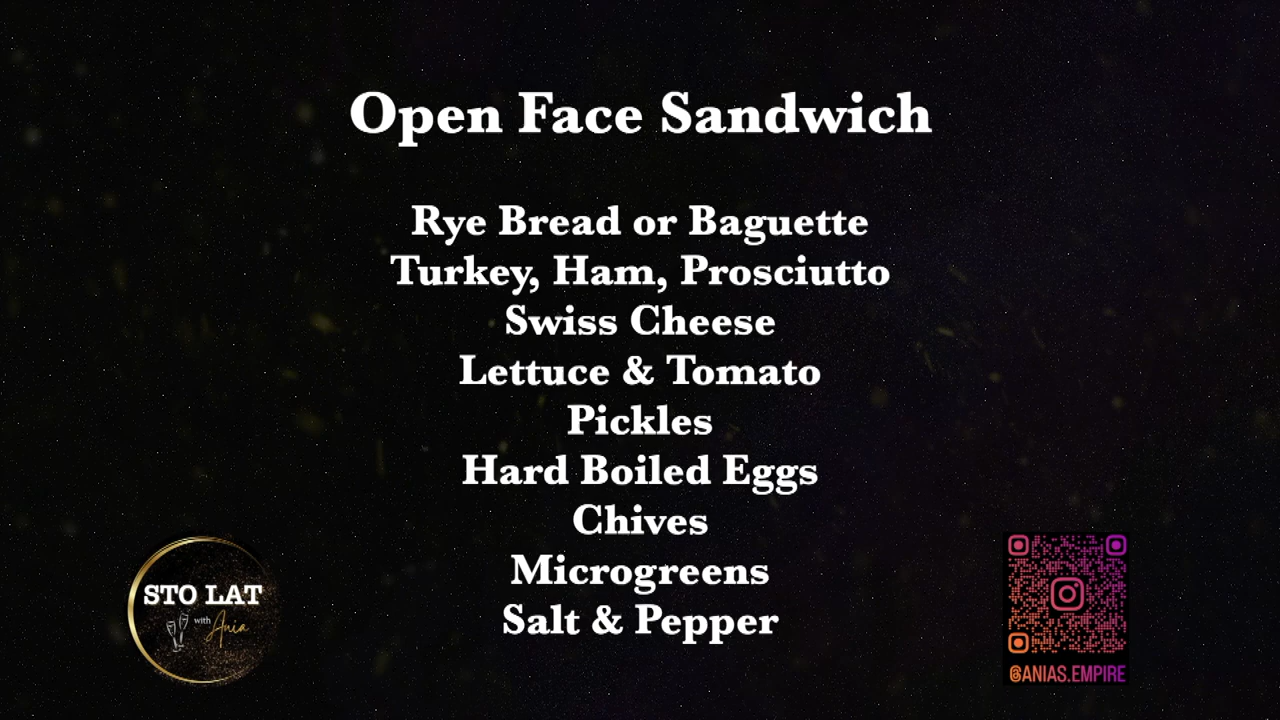 Open Face Sandwich
Rye Bread or Baguette
Turkey, Ham, Prosciutto
Swiss Cheese
Lettuce & Tomato
Pickles
Hard Boiled Eggs
Chives
Microgreens
Salt & Pepper
STO LAT
with Ania
@ANIAS.EMPIRE